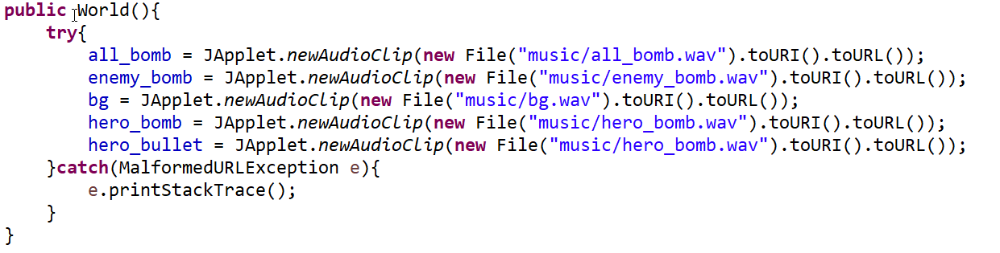 public World(){
    try{
        all_bomb = JApplet.newAudioClip(new File("music/all_bomb.wav").toURI().toURL());
        enemy_bomb = JApplet.newAudioClip(new File("music/enemy_bomb.wav").toURI().toURL());
        bg = JApplet.newAudioClip(new File("music/bg.wav").toURI().toURL());
        hero_bomb = JApplet.newAudioClip(new File("music/hero_bomb.wav").toURI().toURL());
        hero_bullet = JApplet.newAudioClip(new File("music/hero_bomb.wav").toURI().toURL());
    }catch(MalformedURLException e){
        e.printStackTrace();
    }
}